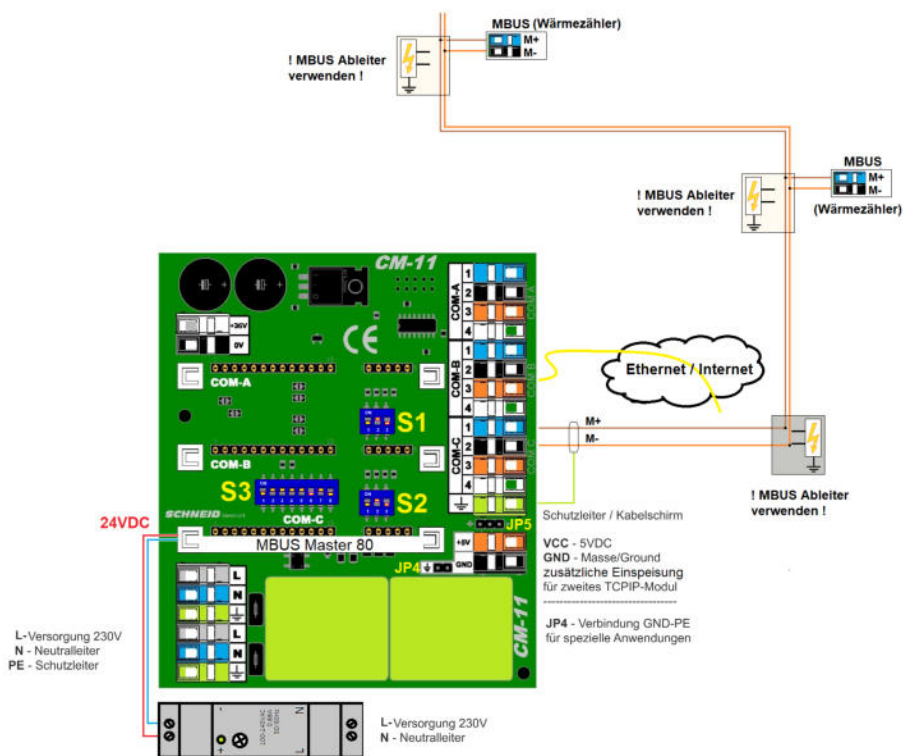 MBUS (Wärmezähler)
M+
M-
! MBUS Ableiter
verwenden !
MBUS
M+
M-
(Wärmezähler)
! MBUS Ableiter
verwenden !
CM-11
+36V
0V
COM-A
1
2
3
4
COM-A
COM-B
1
2
3
4
COM B
COM-C
1
2
3
4
COM C
COM-A
S1
COM-B
S3
S2
COM-C
SCHNEID
MBUS Master 80
JP5
+5V
GND
JP4
24VDC
L
N
L
N
CM-11
Ethernet / Internet
M+
M-
! MBUS Ableiter
verwenden !
Schutzleiter / Kabelschirm
VCC - 5VDC
GND - Masse/Ground
zusätzliche Einspeisung
für zweites TCPIP-Modul
JP4 - Verbindung GND-PE
für spezielle Anwendungen
L-Versorgung 230V
N - Neutralleiter
PE - Schutzleiter
N
L
-
+
L-Versorgung 230V
N - Neutralleiter